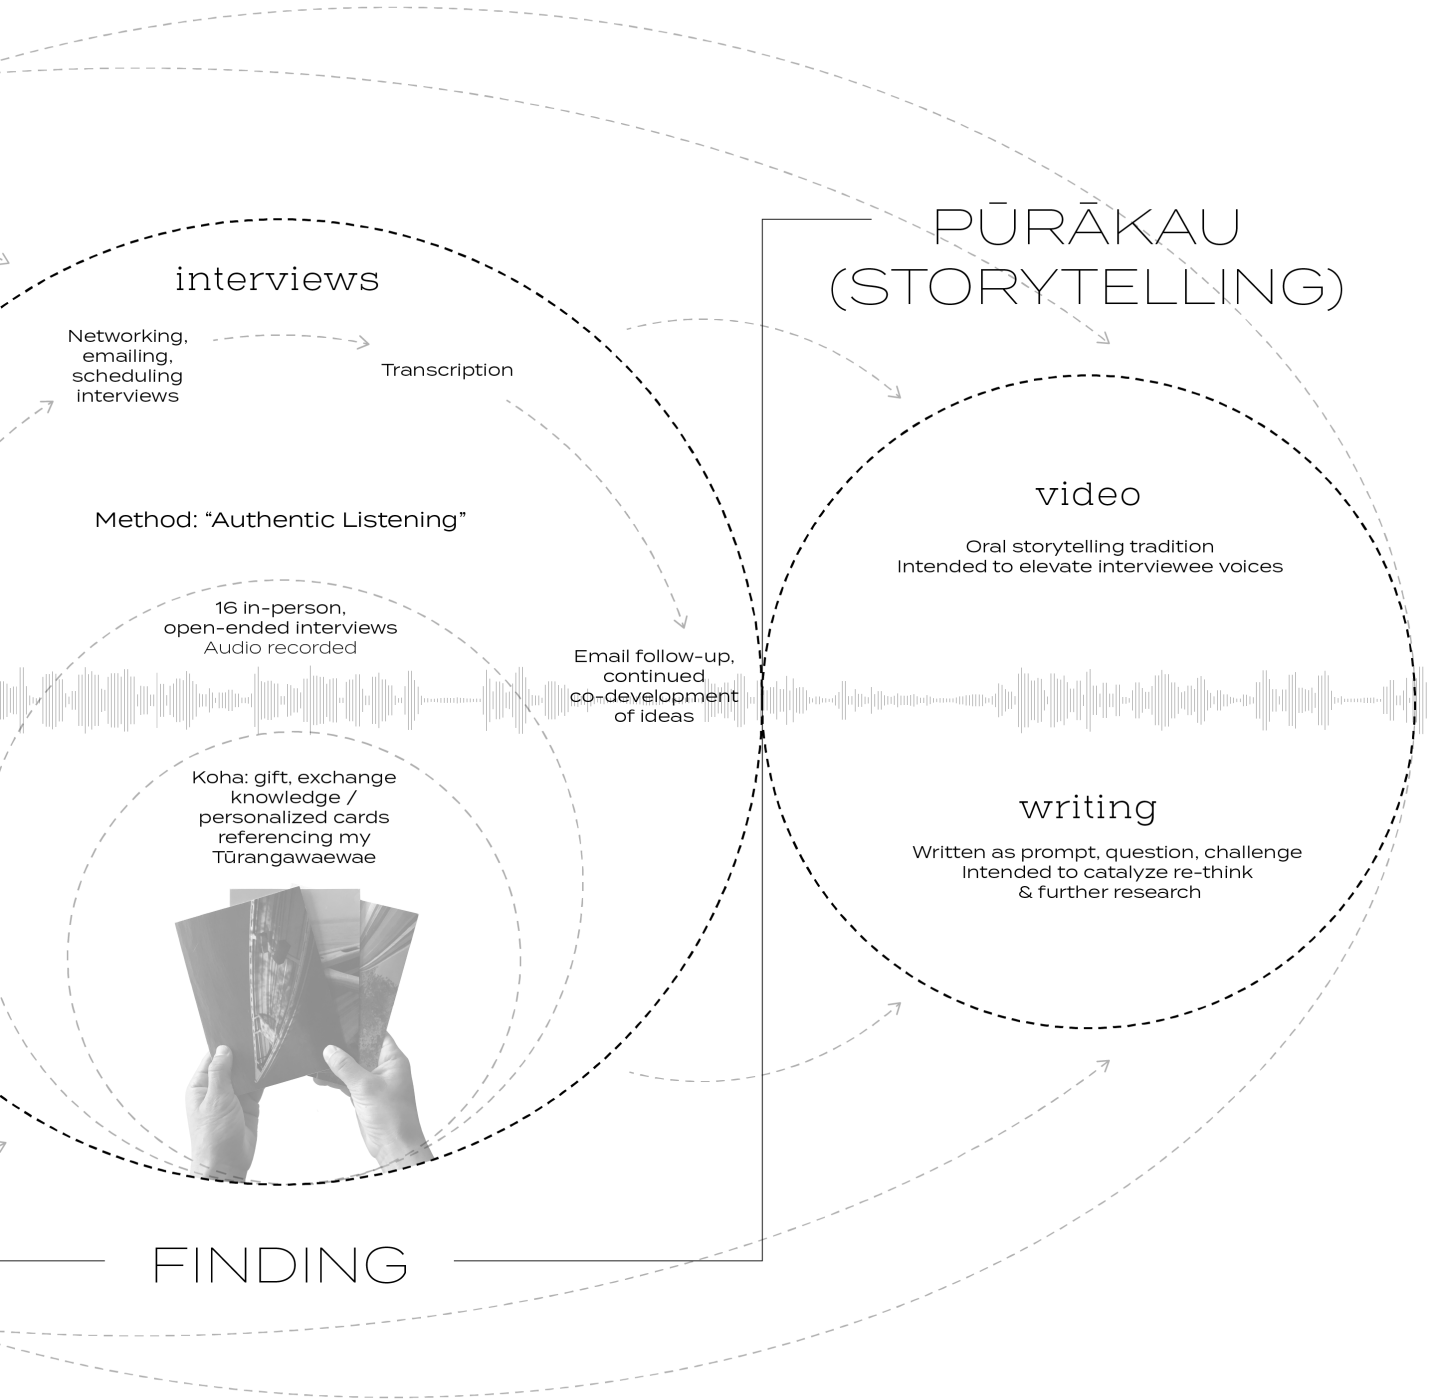 PŪRĀKAU
(STORYTELLING)
interviews
Networking,
emailing,
scheduling
interviews
Transcription
Method: “Authentic Listening”
16 in-person,
open-ended interviews
Audio recorded
Email follow-up,
continued
co-development
of ideas
Koha: gift, exchange
knowledge /
personalized cards
referencing my
Tūrangawaewae
FINDING
video
Oral storytelling tradition
Intended to elevate interviewee voices
writing
Written as prompt, question, challenge
Intended to catalyze re-think
& further research